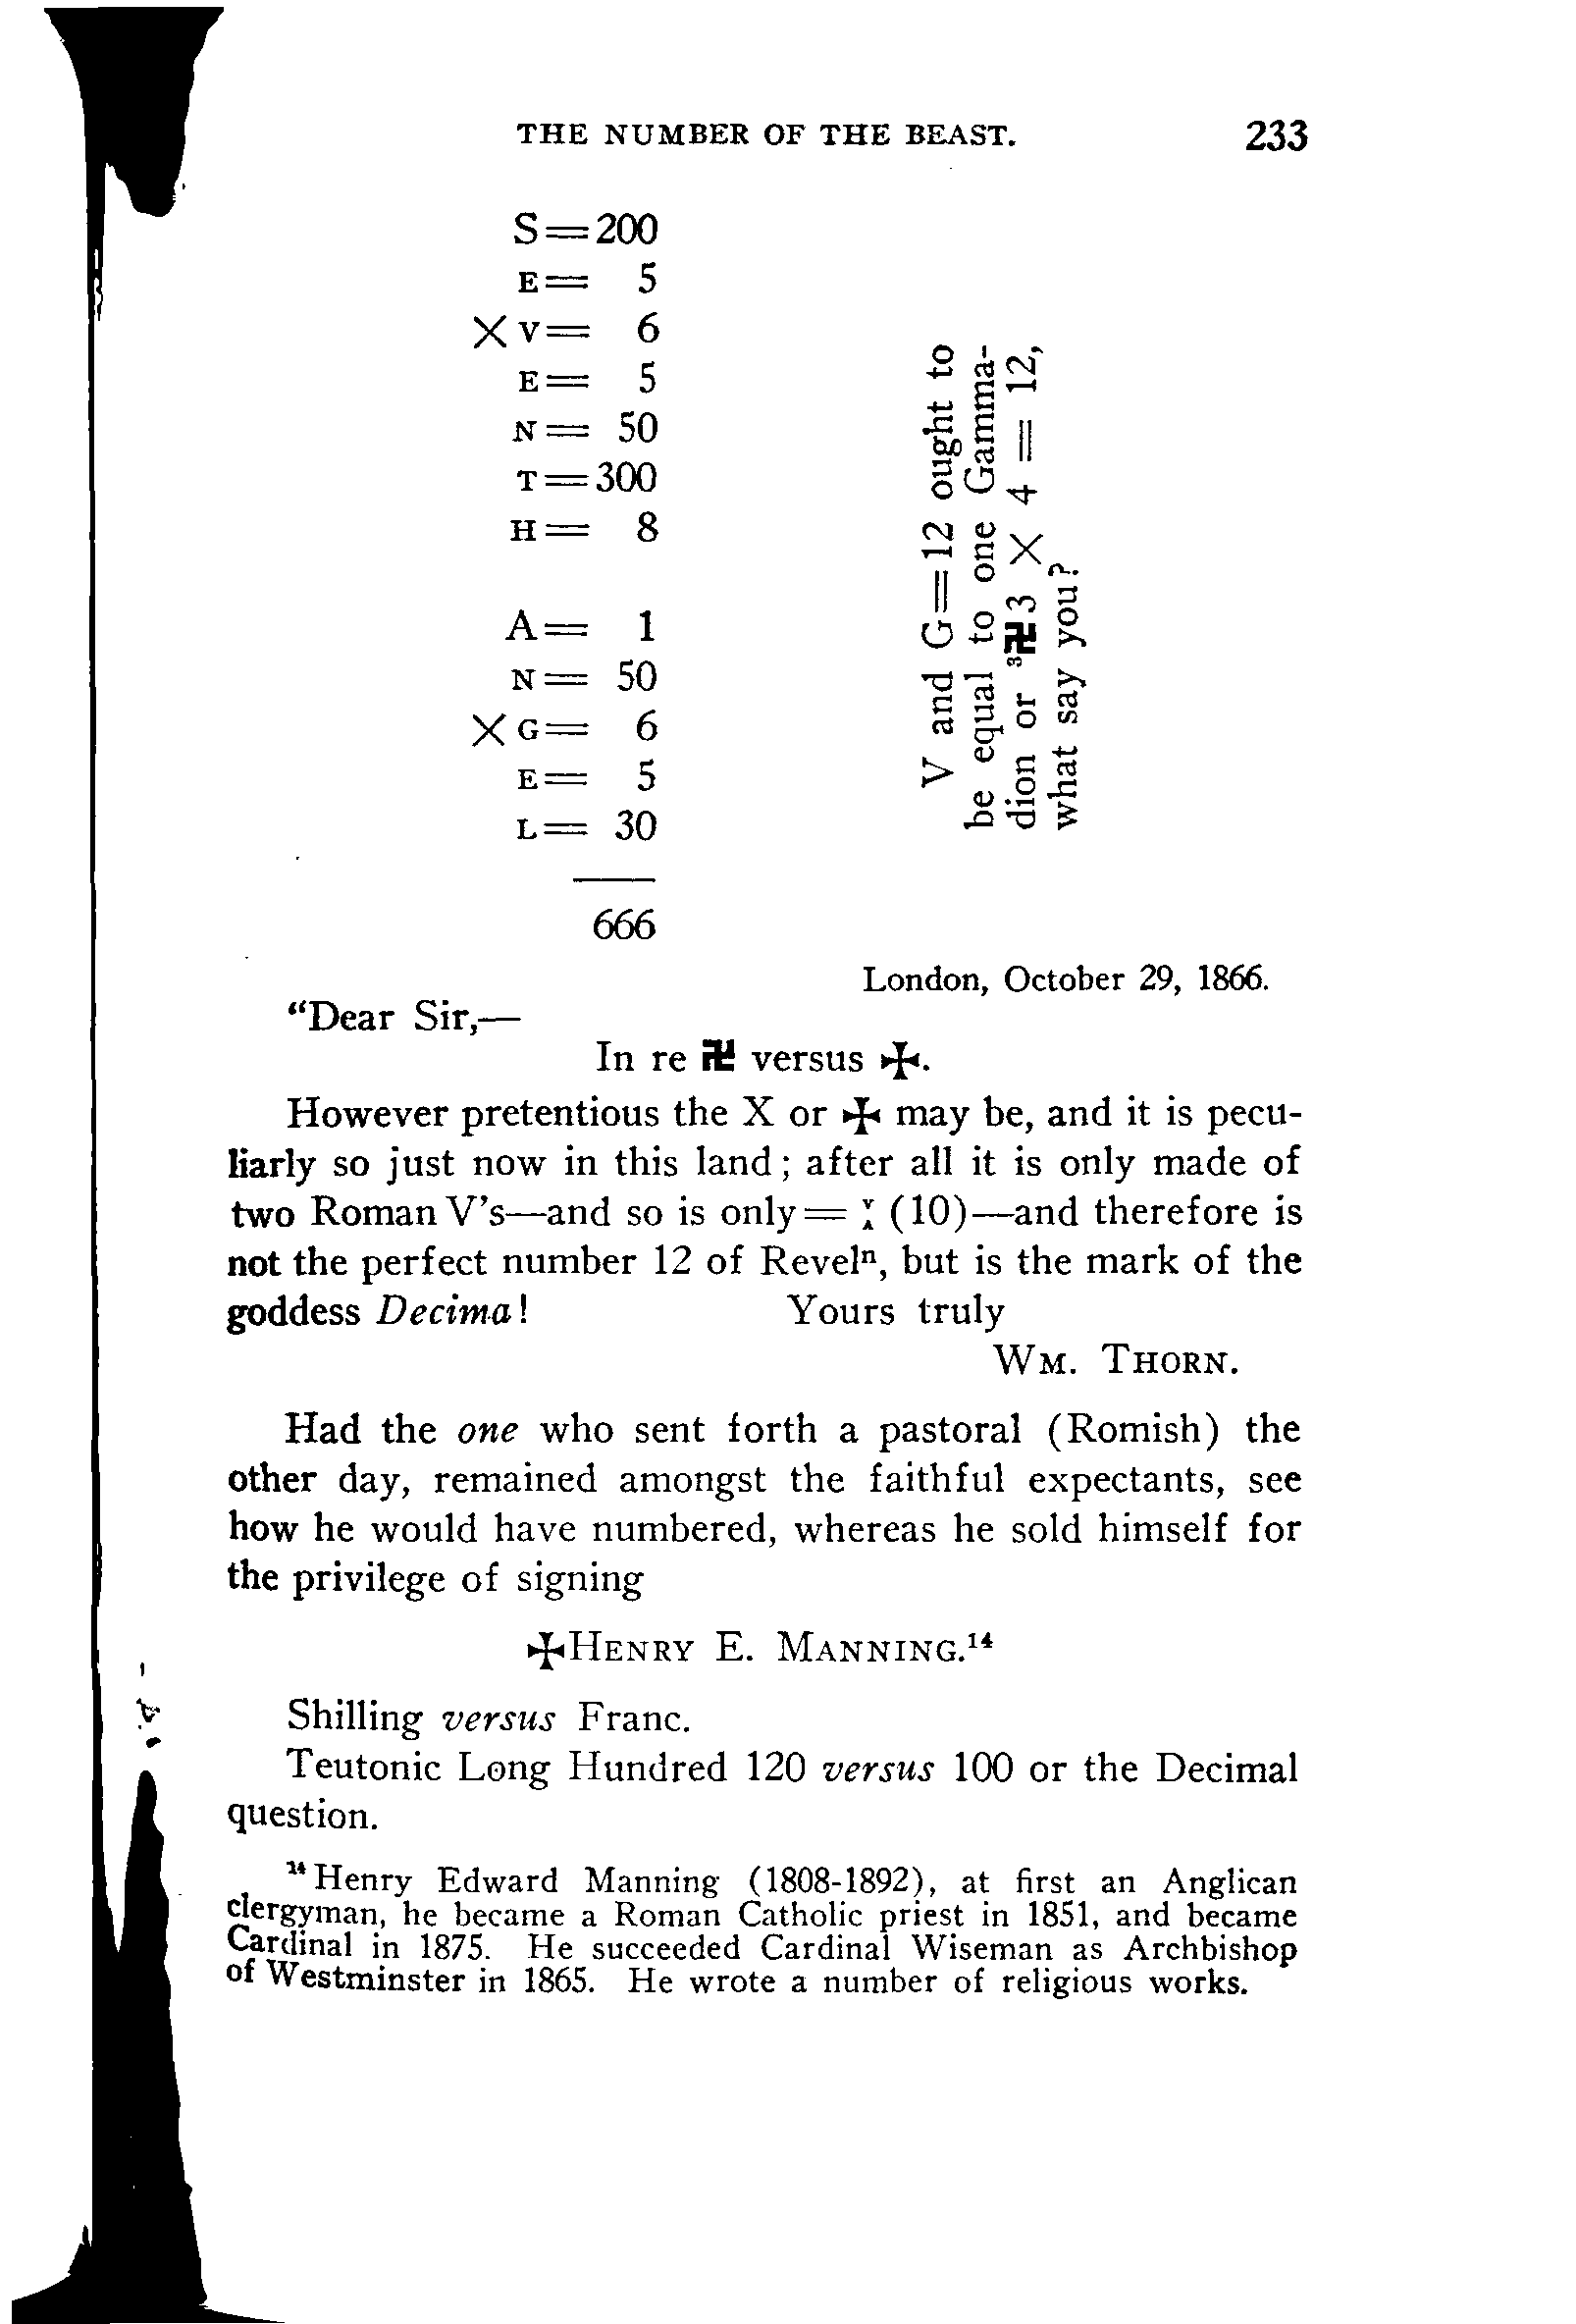 THE NUMBER OF THE BEAST. 233
S=200
E= 5
X V= 6
E= 5
N= 50
T=300
H= 8
A= 1
N= 50
X G= 6
E= 5
L= 30
666
V and G=12 ought to
be equal to one Gamma-
dion or ³卍3 X 4 = 12,
what say you?
London, October 29, 1866.
“Dear Sir,—
In re 卍 versus ✠.
However pretentious the X or ✠ may be, and it is pecu-
liarly so just now in this land; after all it is only made of
two Roman V’s—and so is only= (10)—and therefore is
not the perfect number 12 of Revelⁿ, but is the mark of the
goddess Decima! Yours truly
WM. THORN.
Had the one who sent forth a pastoral (Romish) the
other day, remained amongst the faithful expectants, see
how he would have numbered, whereas he sold himself for
the privilege of signing
✠HENRY E. MANNING.¹⁴
Shilling versus Franc.
Teutonic Long Hundred 120 versus 100 or the Decimal
question.
¹⁴ Henry Edward Manning (1808-1892), at first an Anglican
clergyman, he became a Roman Catholic priest in 1851, and became
Cardinal in 1875. He succeeded Cardinal Wiseman as Archbishop
of Westminster in 1865. He wrote a number of religious works.